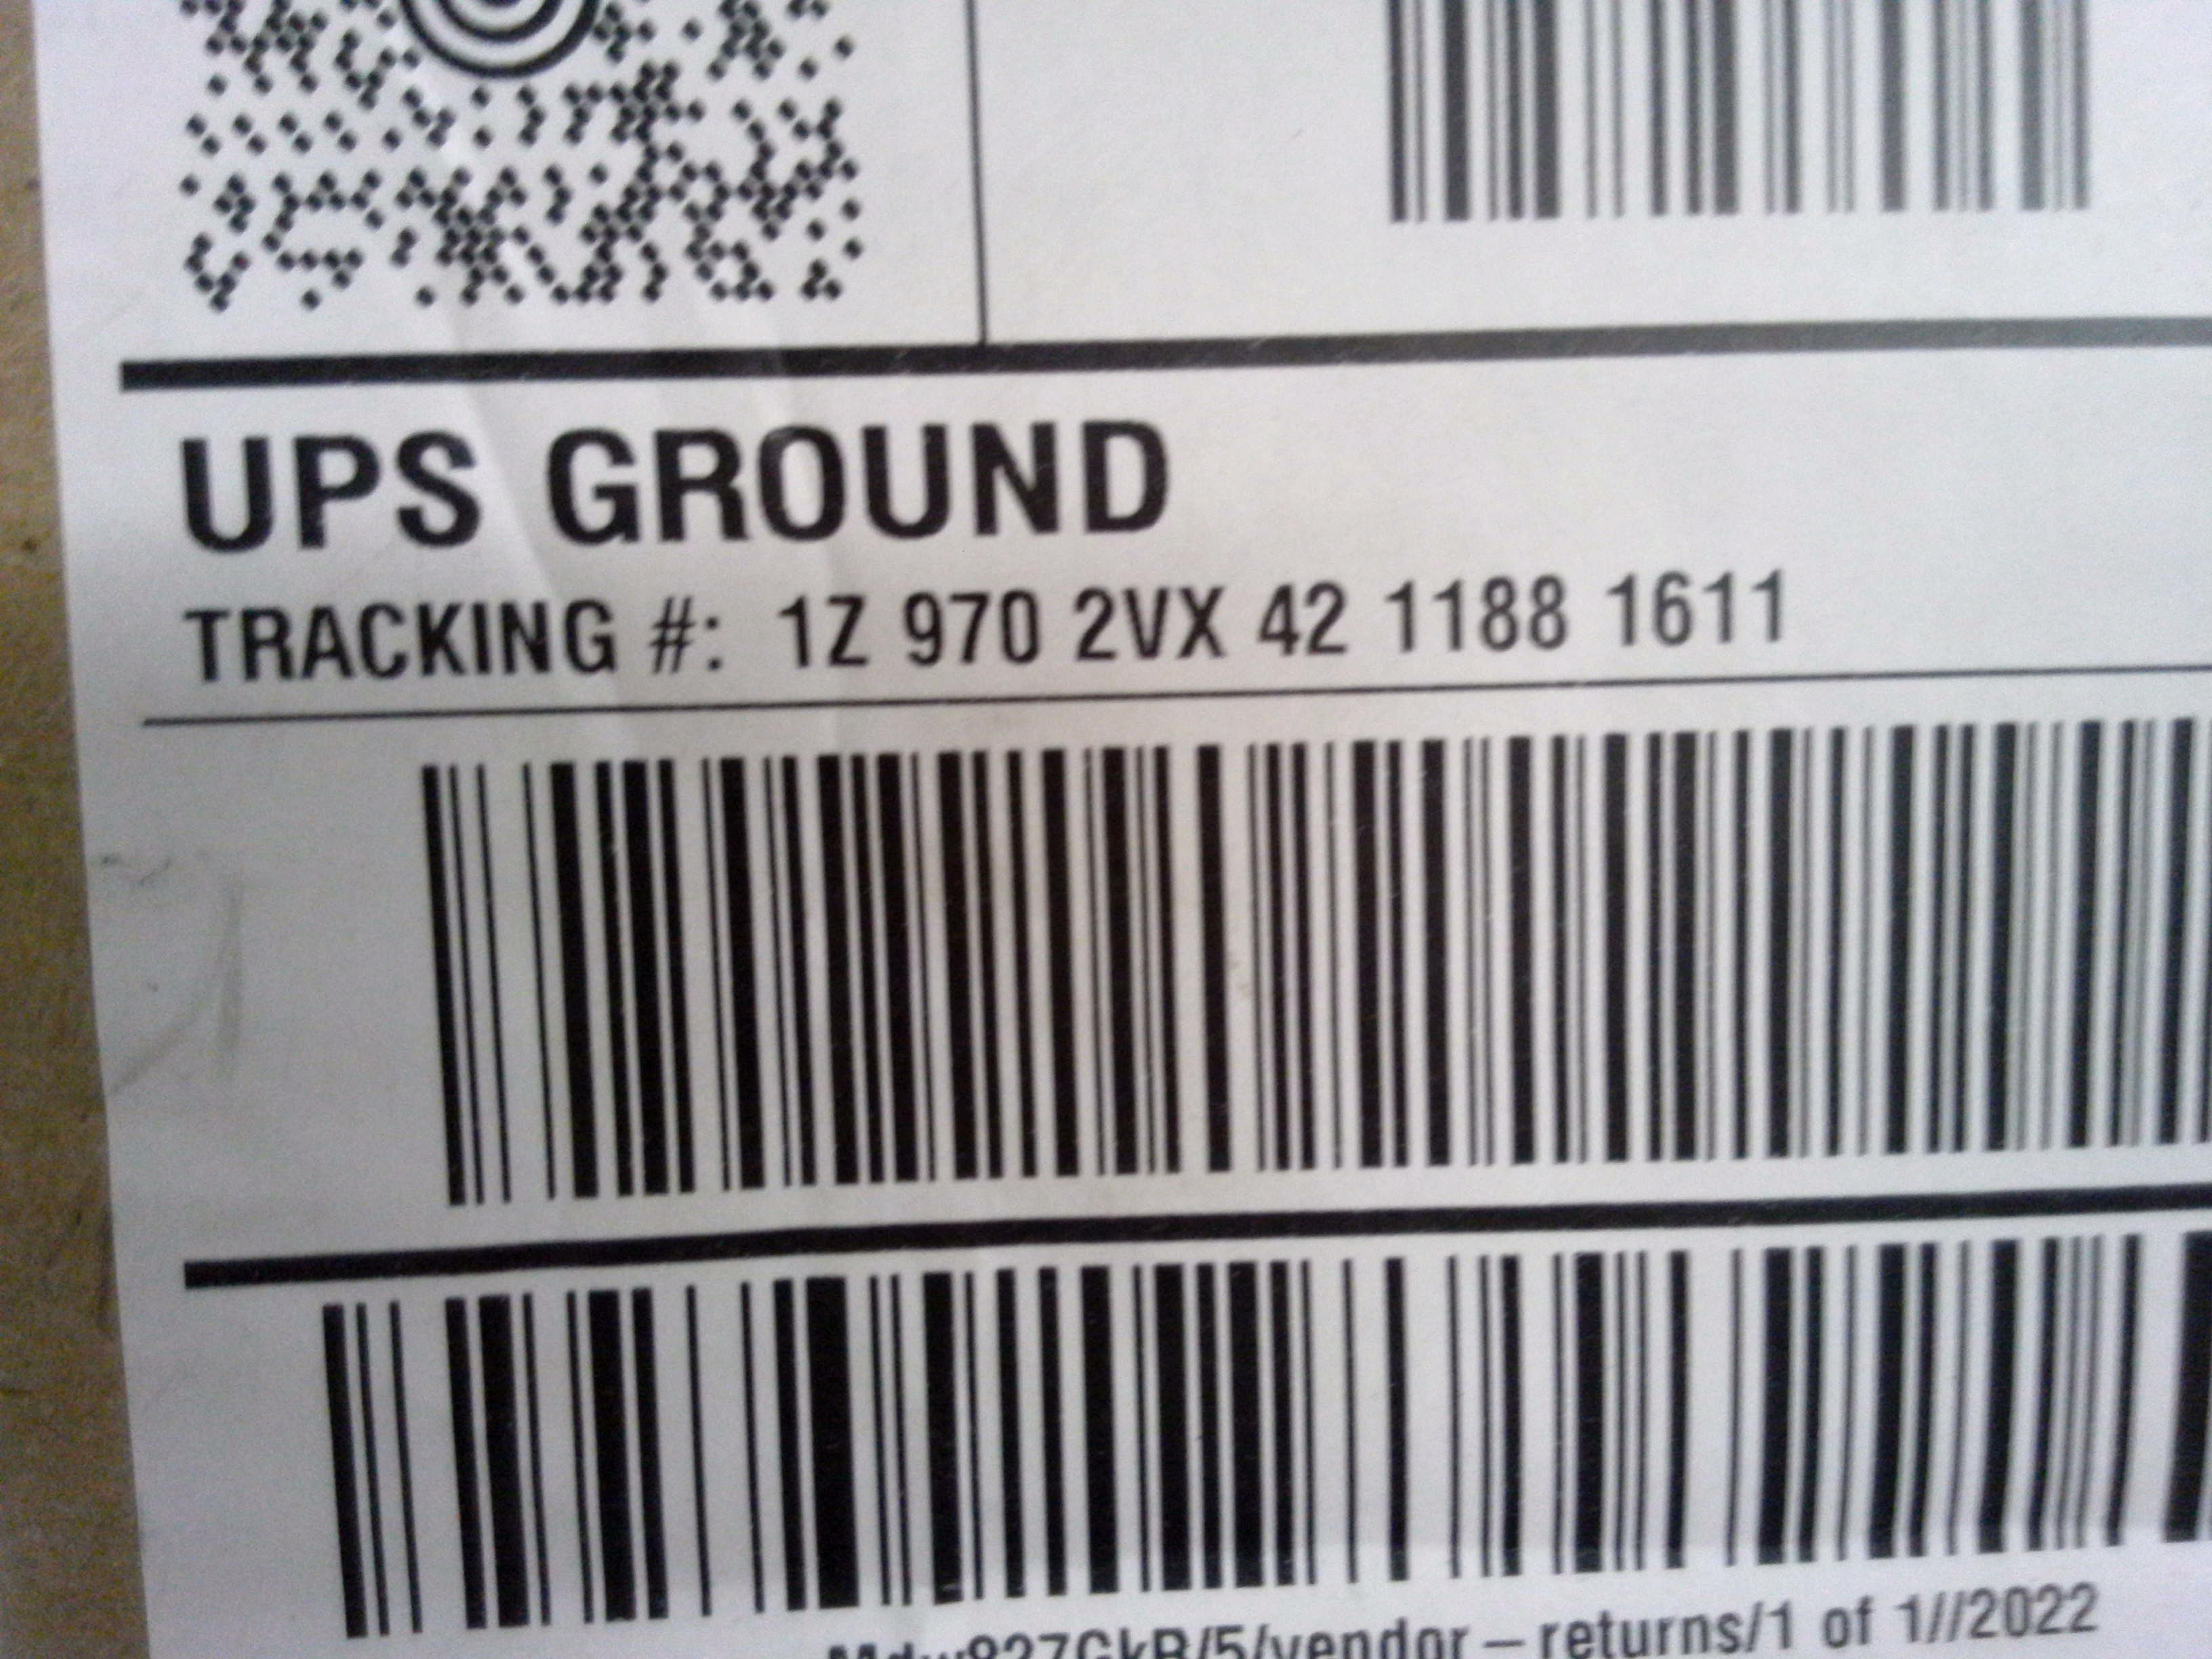 UPS GROUND
TRACKING #: 1Z 970 2VX 42 1188 1611
returns/1 of 1//2022